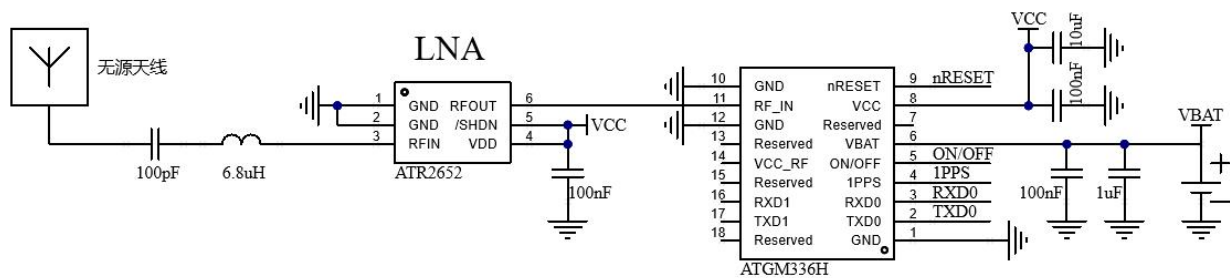 LNA
无源天线
100pF
6.8uH
1 GND RFOUT 6
2 GND /SHDN 5
3 RFIN VDD 4
ATR2652
VCC
100nF
10 GND nRESET 9 nRESET
11 RF_IN VCC 8
12 GND Reserved 7
13 Reserved VBAT 6
14 VCC_RF ON/OFF 5 ON/OFF
15 Reserved 1PPS 4 1PPS
16 RXD1 RXD0 3 RXD0
17 TXD1 TXD0 2 TXD0
18 Reserved GND 1
ATGM336H
VCC
10uF
100nF
VBAT
+
-
100nF
1uF